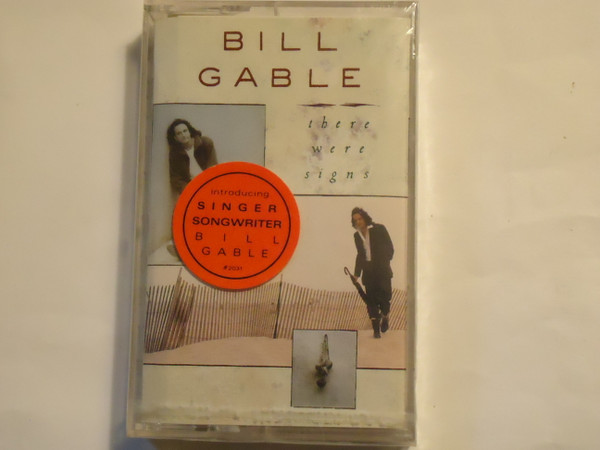 BILL
GABLE
there
were
signs
introducing
SINGER
SONGWRITER
BILL
GABLE